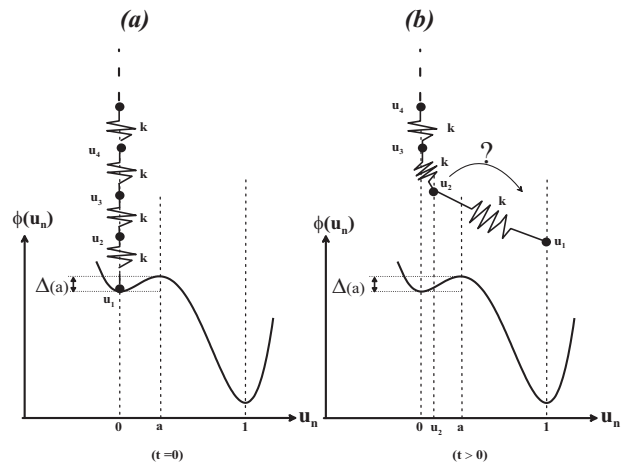 (a)
k
u4
k
u3
k
u2
k
ϕ(un)
Δ(a)
u1
0 a 1 un
(t =0)
(b)
u4
k
u3
k
?
u2
k
u1
ϕ(un)
Δ(a)
0 u2 a 1 un
(t > 0)